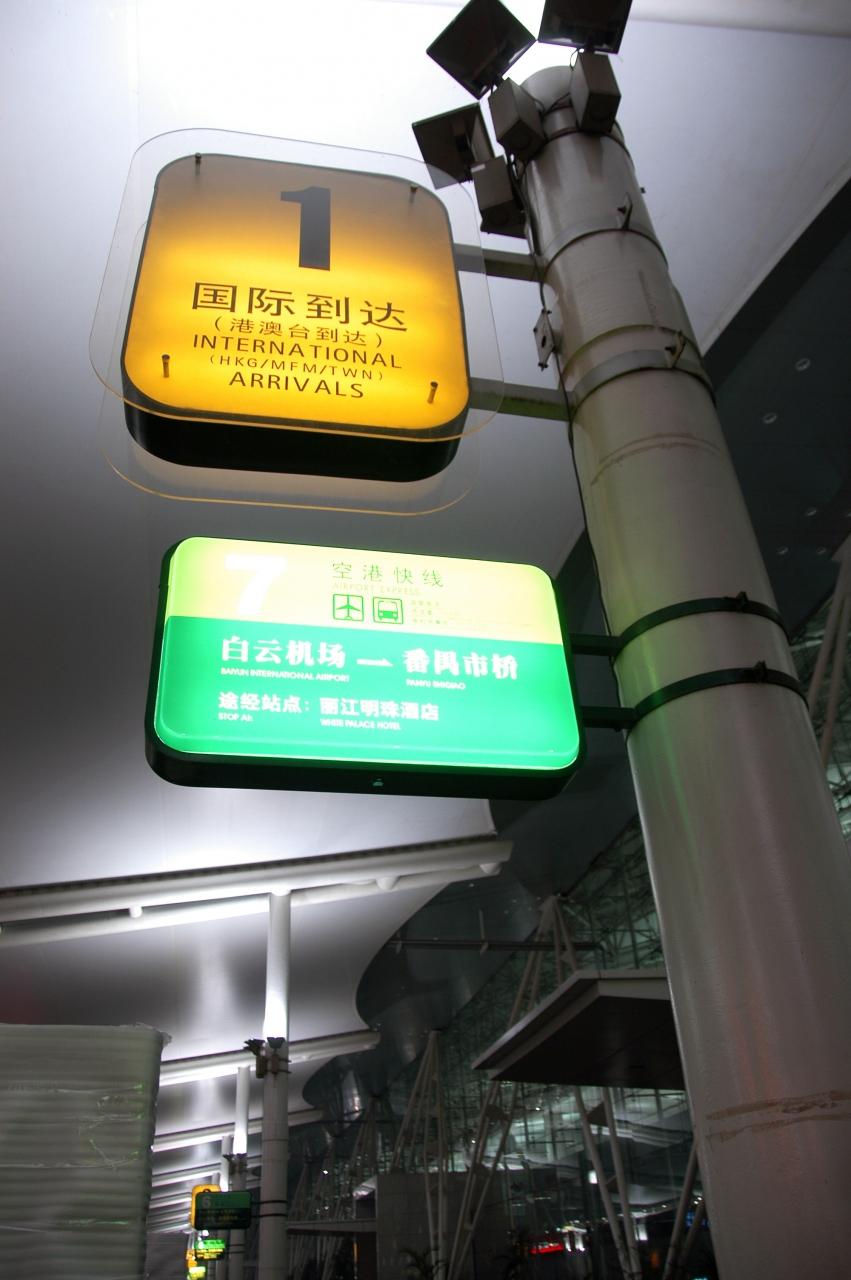 1
国际到达
（港澳台到达）
INTERNATIONAL
(HKG/MFM/TWN)
ARRIVALS
7
空港快线
AIRPORT EXPRESS
白云机场 — 番禺市桥
BAIYUN INTERNATIONAL AIRPORT PANYU SHIQIAO
途经站点：丽江明珠酒店
STOP At: WHITE PALACE HOTEL